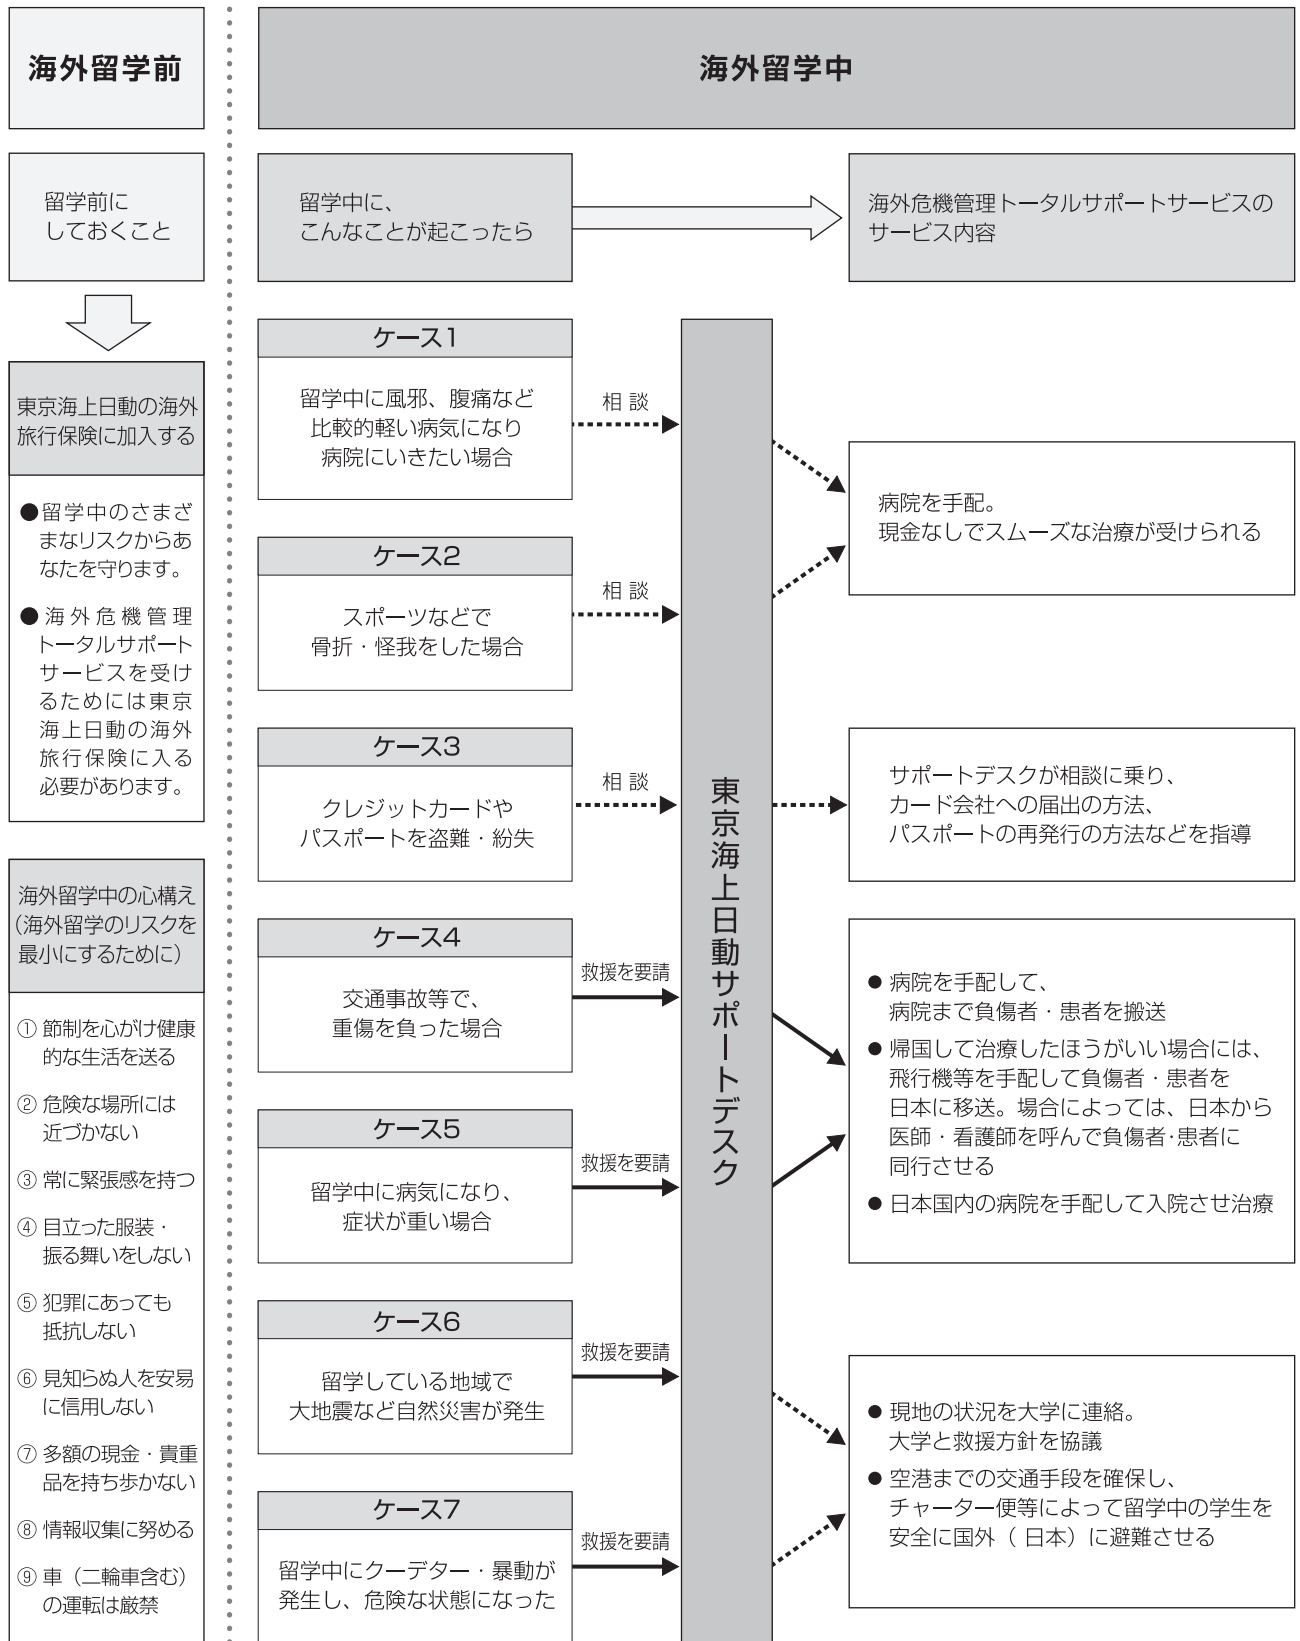 海外留学前
留学前に
しておくこと
東京海上日動の海外
旅行保険に加入する
●留学中のさまざ
まなリスクからあ
なたを守ります。
●海外危機管理
トータルサポート
サービスを受け
るためには東京
海上日動の海外
旅行保険に入る
必要があります。
海外留学中の心構え
（海外留学のリスクを
最小にするために）
① 節制を心がけ健康
的な生活を送る
② 危険な場所には
近づかない
③ 常に緊張感を持つ
④ 目立った服装・
振る舞いをしない
⑤ 犯罪にあっても
抵抗しない
⑥ 見知らぬ人を安易
に信用しない
⑦ 多額の現金・貴重
品を持ち歩かない
⑧ 情報収集に努める
⑨ 車（二輪車含む）
の運転は厳禁
海外留学中
留学中に、
こんなことが起こったら
海外危機管理トータルサポートサービスの
サービス内容
ケース1
留学中に風邪、腹痛など
比較的軽い病気になり
病院にいきたい場合
相 談
ケース2
スポーツなどで
骨折・怪我をした場合
相 談
ケース3
クレジットカードや
パスポートを盗難・紛失
相 談
ケース4
交通事故等で、
重傷を負った場合
救援を要請
ケース5
留学中に病気になり、
症状が重い場合
救援を要請
ケース6
留学している地域で
大地震など自然災害が発生
救援を要請
ケース7
留学中にクーデター・暴動が
発生し、危険な状態になった
救援を要請
東京海上日動サポートデスク
病院を手配。
現金なしでスムーズな治療が受けられる
サポートデスクが相談に乗り、
カード会社への届出の方法、
パスポートの再発行の方法などを指導
● 病院を手配して、
病院まで負傷者・患者を搬送
● 帰国して治療したほうがいい場合には、
飛行機等を手配して負傷者・患者を
日本に移送。場合によっては、日本から
医師・看護師を呼んで負傷者・患者に
同行させる
● 日本国内の病院を手配して入院させ治療
● 現地の状況を大学に連絡。
大学と救援方針を協議
● 空港までの交通手段を確保し、
チャーター便等によって留学中の学生を
安全に国外（ 日本）に避難させる